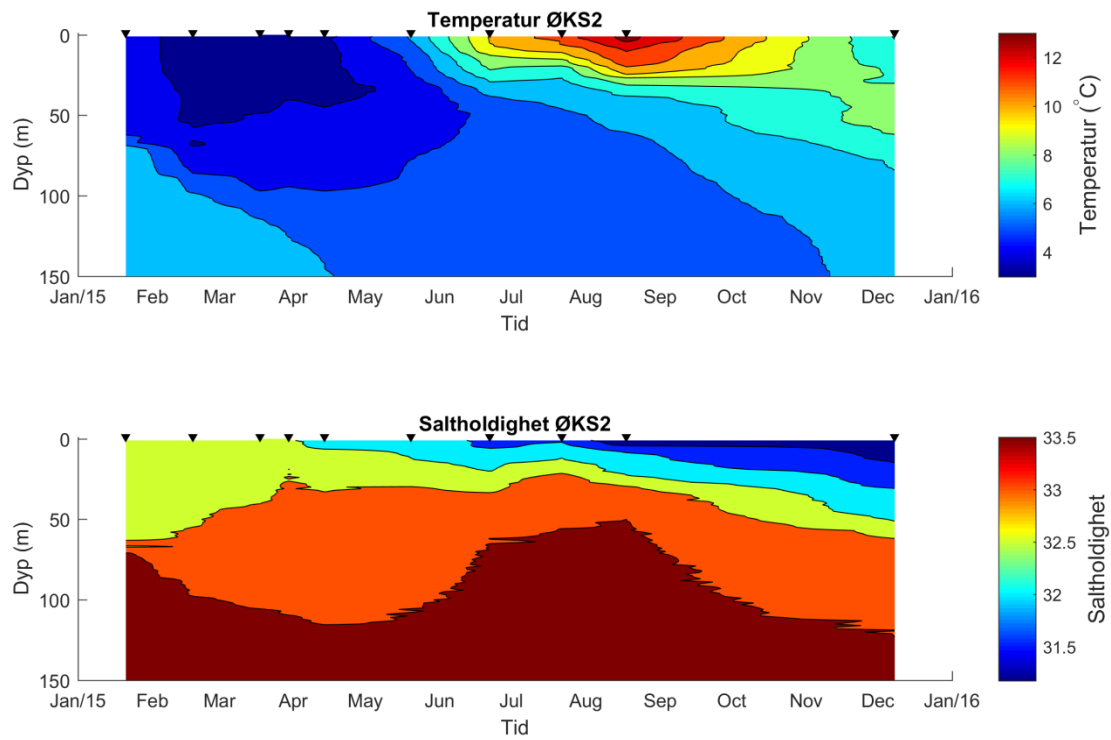 Temperatur ØKS2
0
50
100
150
Dyp (m)
Jan/15 Feb Mar Apr May Jun Jul Aug Sep Oct Nov Dec Jan/16
Tid
12
10
8
6
4
Temperatur (°C)
Saltholdighet ØKS2
0
50
100
150
Dyp (m)
Jan/15 Feb Mar Apr May Jun Jul Aug Sep Oct Nov Dec Jan/16
Tid
33.5
33
32.5
32
31.5
Saltholdighet